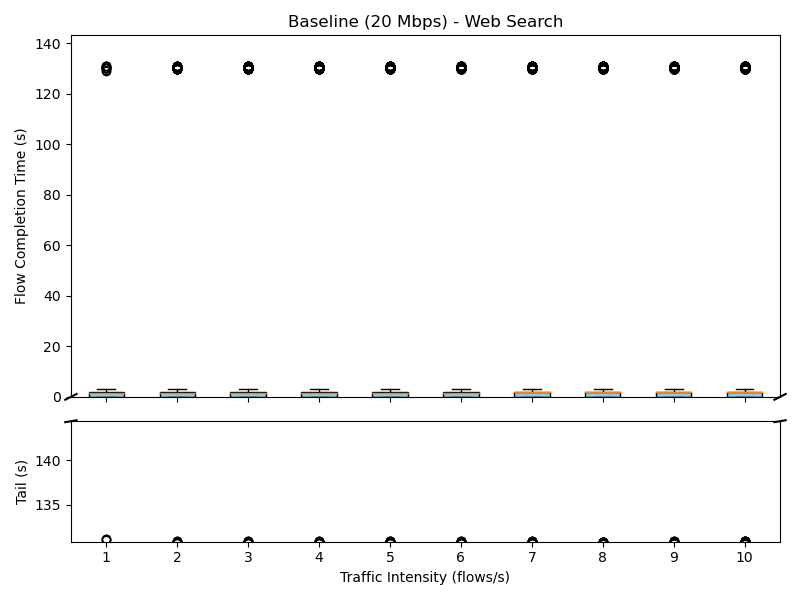 Baseline (20 Mbps) - Web Search
Flow Completion Time (s)
140
120
100
80
60
40
20
0
Tail (s)
140
135
1 2 3 4 5 6 7 8 9 10
Traffic Intensity (flows/s)